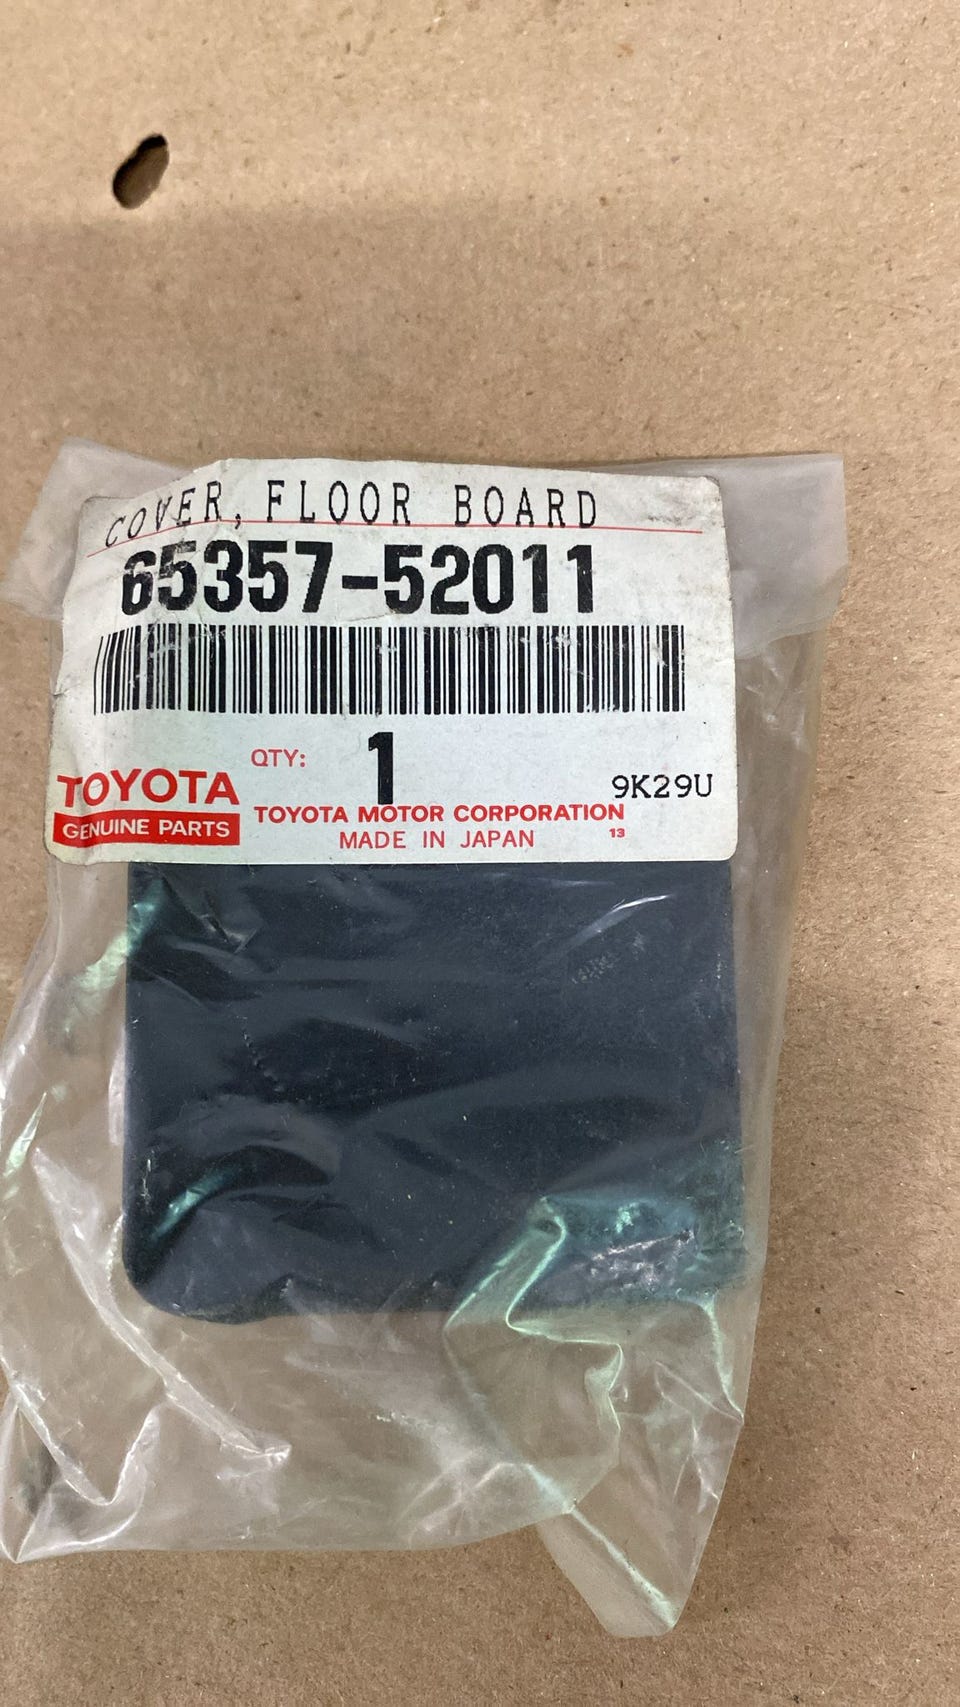 COVER, FLOOR BOARD
65357-52011
QTY: 1
9K29U
TOYOTA
GENUINE PARTS
TOYOTA MOTOR CORPORATION
MADE IN JAPAN 13